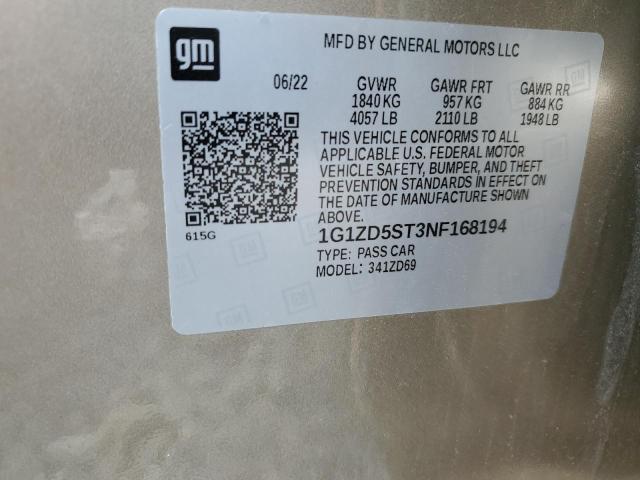 gm
MFD BY GENERAL MOTORS LLC
06/22 GVWR GAWR FRT GAWR RR
1840 KG 957 KG 884 KG
4057 LB 2110 LB 1948 LB
THIS VEHICLE CONFORMS TO ALL
APPLICABLE U.S. FEDERAL MOTOR
VEHICLE SAFETY, BUMPER, AND THEFT
PREVENTION STANDARDS IN EFFECT ON
THE DATE OF MANUFACTURE SHOWN
ABOVE.
615G
1G1ZD5ST3NF168194
TYPE: PASS CAR
MODEL: 341ZD69